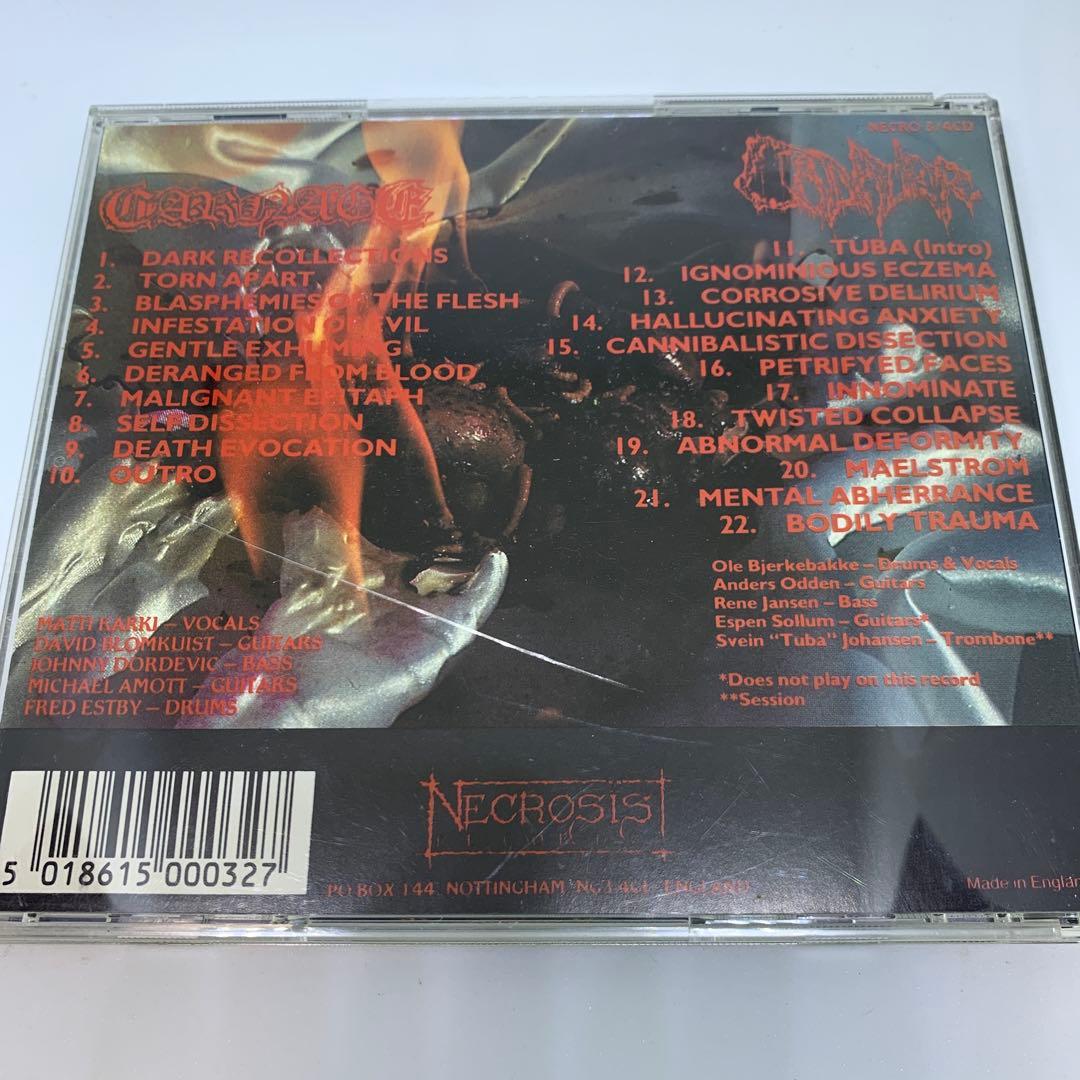 NECRO 3/4CD
CARNAGE
1. DARK RECOLLECTIONS
2. TORN APART
3. BLASPHEMIES OF THE FLESH
4. INFESTATION OF EVIL
5. GENTLE EXHUMING
6. DERANGED FROM BLOOD
7. MALIGNANT EPITAPH
8. SELF DISSECTION
9. DEATH EVOCATION
10. OUTRO
MATTI KARKI – VOCALS
DAVID BLOMKUIST – GUITARS
JOHNNY DORDEVIC – BASS
MICHAEL AMOTT – GUITARS
FRED ESTBY – DRUMS
CADAVER
11. TUBA (Intro)
12. IGNOMINIOUS ECZEMA
13. CORROSIVE DELIRIUM
14. HALLUCINATING ANXIETY
15. CANNIBALISTIC DISSECTION
16. PETRIFYED FACES
17. INNOMINATE
18. TWISTED COLLAPSE
19. ABNORMAL DEFORMITY
20. MAELSTROM
21. MENTAL ABHERRANCE
22. BODILY TRAUMA
Ole Bjerkebakke – Drums & Vocals
Anders Odden – Guitars
Rene Jansen – Bass
Espen Sollum – Guitars*
Svein "Tuba" Johansen – Trombone**
*Does not play on this record
**Session
NECROSIS
5 018615 000327
PO BOX 144 NOTTINGHAM NG3 ENGLAND
Made in Englan